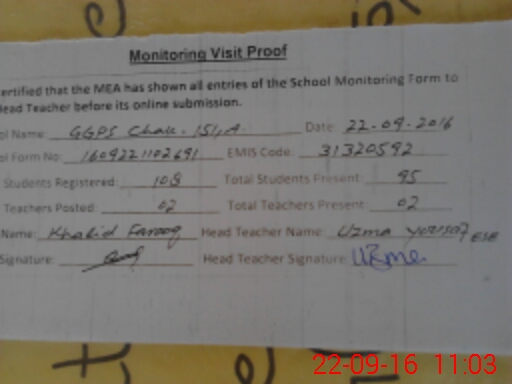 Monitoring Visit Proof
ertified that the MEA has shown all entries of the School Monitoring Form to
Head Teacher before its online submission.
ol Name: GGPS Chak. 151,A. Date: 22-09-2016
ol Form No: 1609221102691 EMIS Code: 31320592
Students Registered: 108 Total Students Present: 95
Teachers Posted: 02 Total Teachers Present: 02
Name: Khalid Farooq Head Teacher Name: Uzma yousaf ESE
Signature: Head Teacher Signature: Uzma
22-09-16 11:03